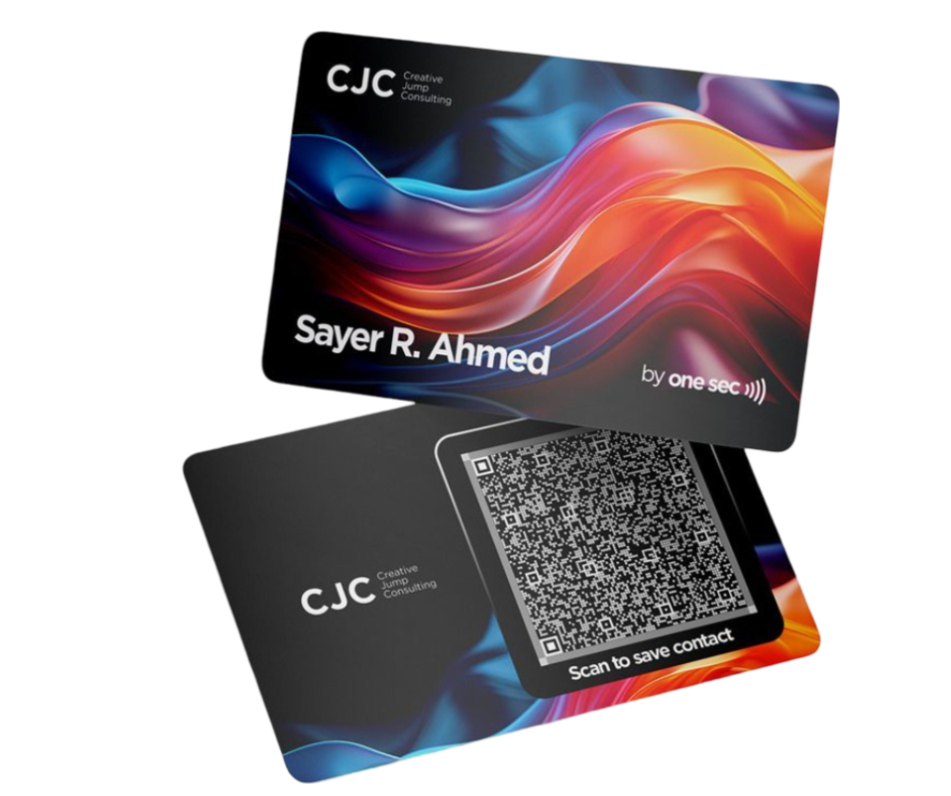 CJC
Creative
Jump
Consulting
Sayer R. Ahmed
by one sec
CJC
Creative
Jump
Consulting
Scan to save contact